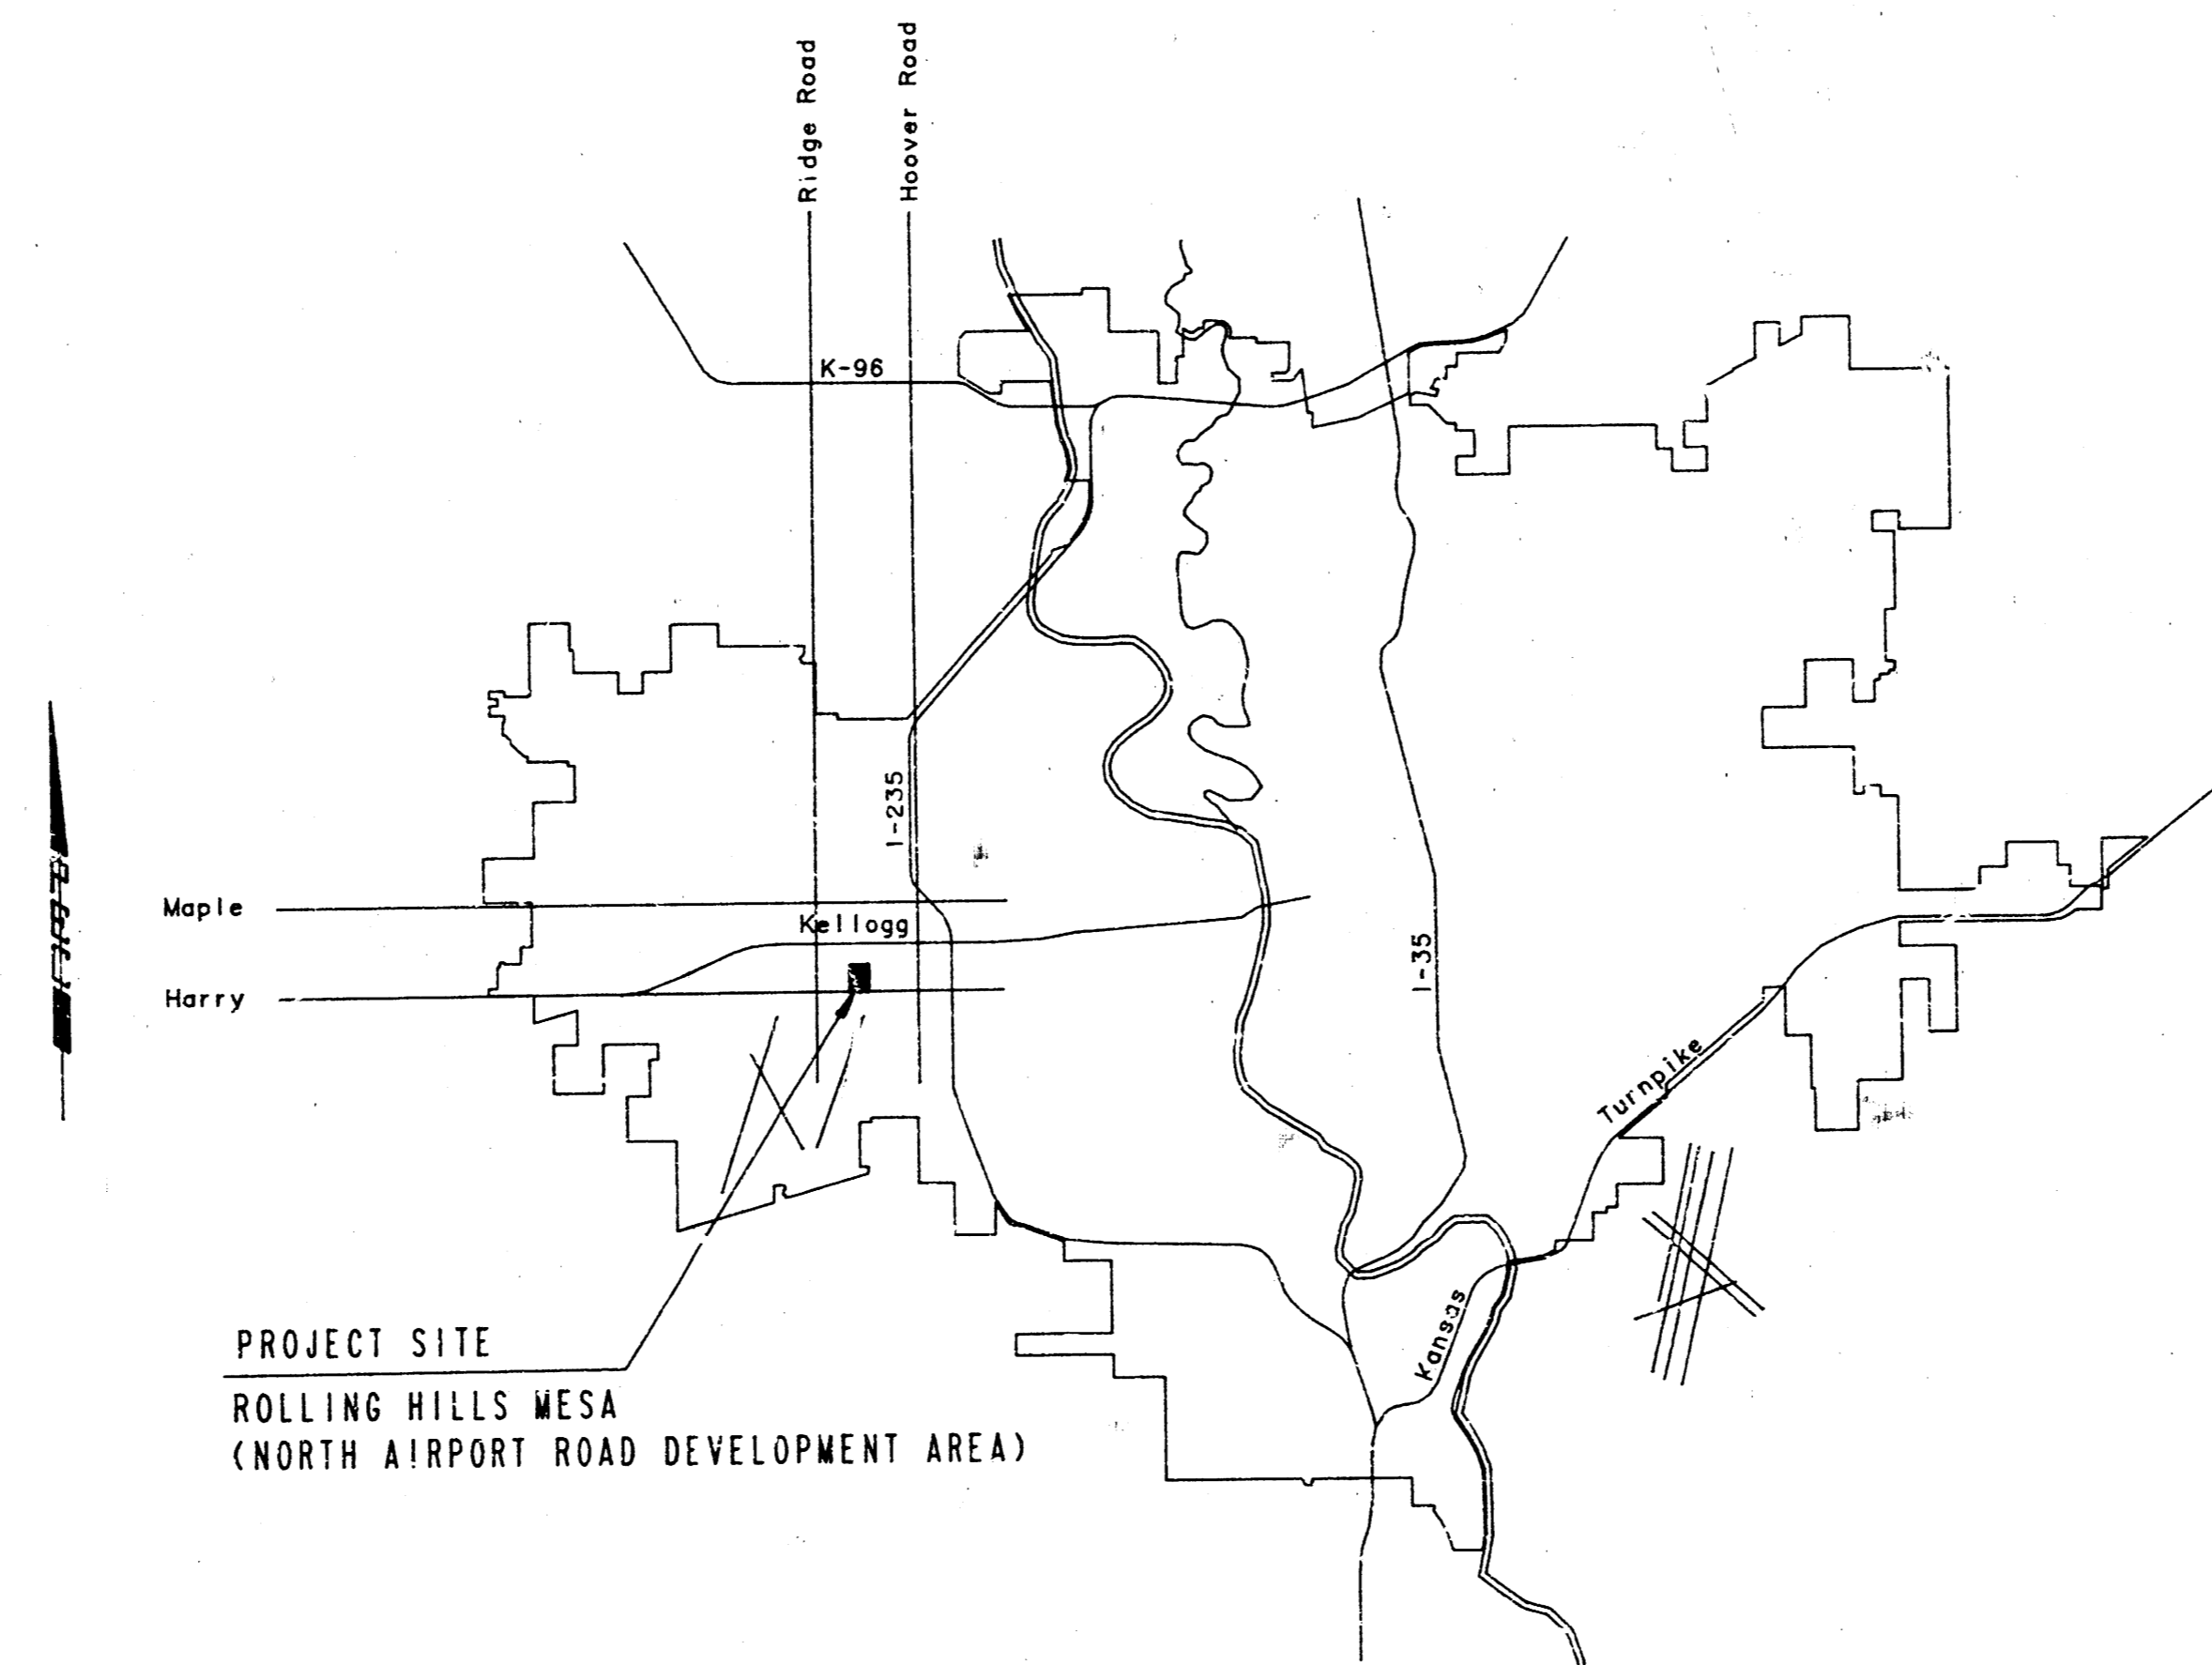 Ridge Road
Hoover Road
K-96
I-235
Maple
Kellogg
Harry
I-35
Turnpike
Kansas
PROJECT SITE
ROLLING HILLS MESA
(NORTH AIRPORT ROAD DEVELOPMENT AREA)